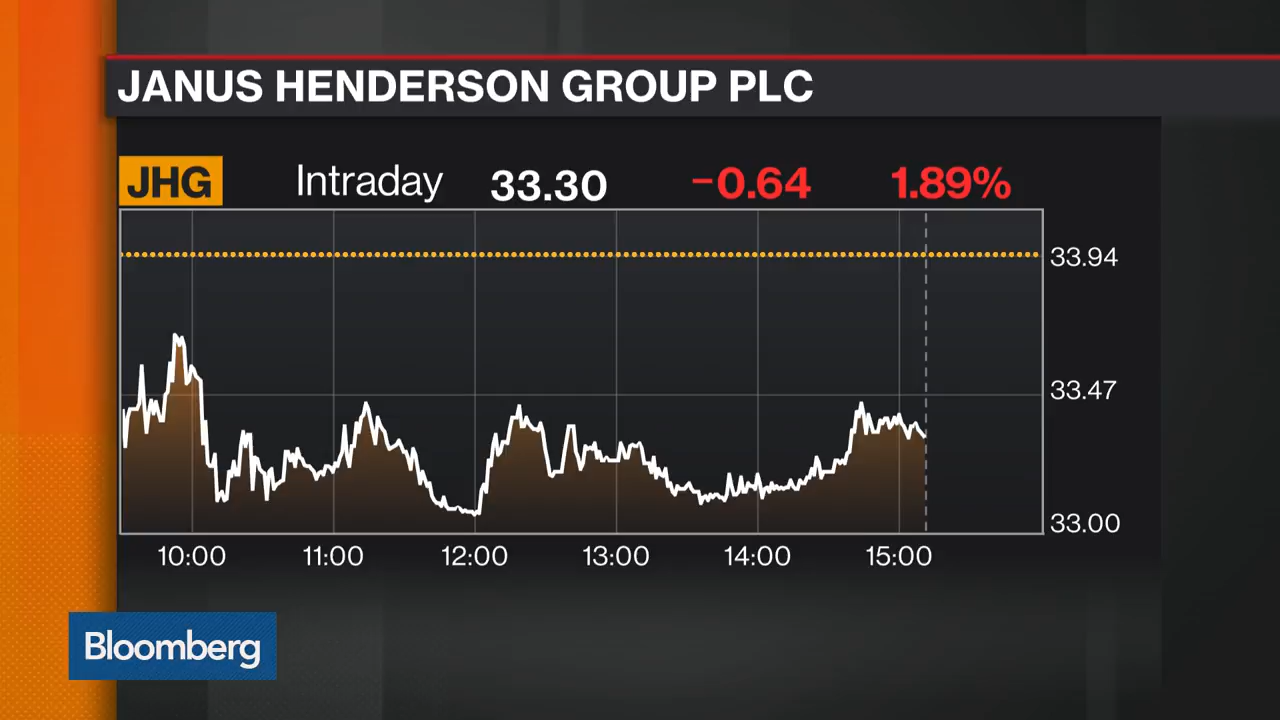 JANUS HENDERSON GROUP PLC
JHG Intraday 33.30 -0.64 1.89%
33.94
33.47
33.00
10:00 11:00 12:00 13:00 14:00 15:00
Bloomberg